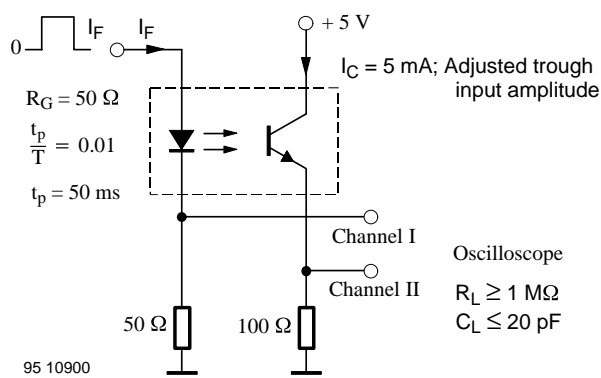 0
I_F
I_F
+ 5 V
I_C = 5 mA; Adjusted trough
input amplitude
R_G = 50 Ω
t_p
T
= 0.01
t_p = 50 ms
Channel I
Channel II
Oscilloscope
R_L ≥ 1 MΩ
C_L ≤ 20 pF
50 Ω
100 Ω
95 10900